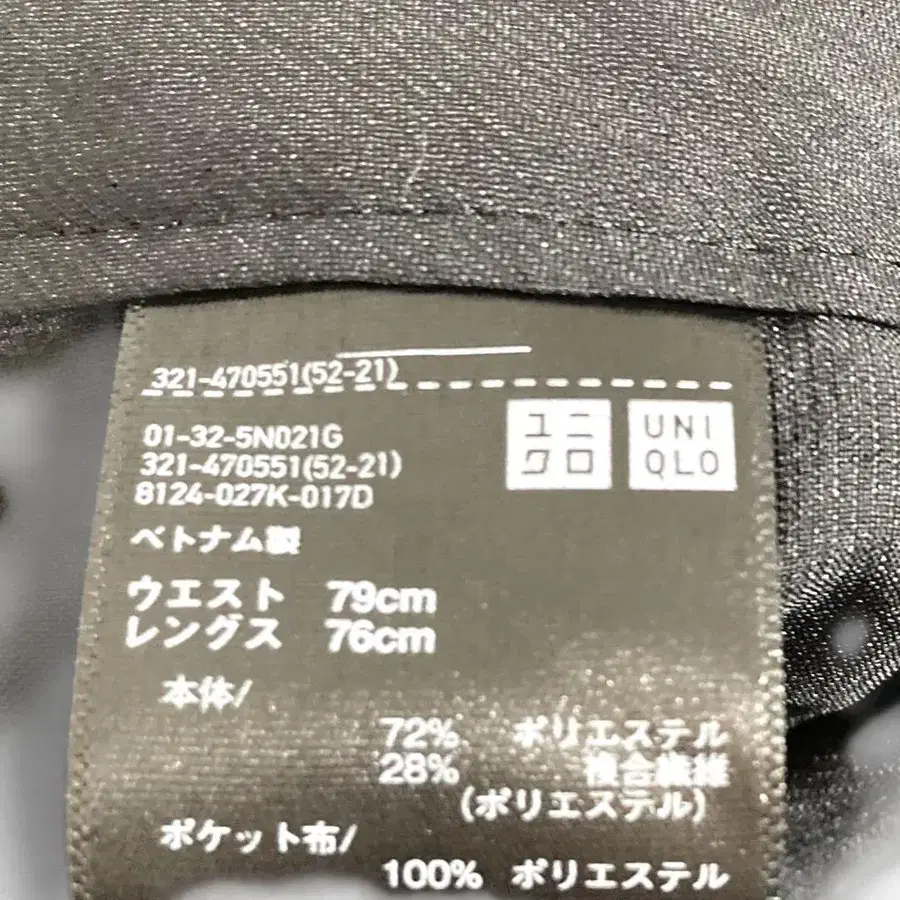 321-470551(52-21)
ユニ
クロ
UNI
QLO
01-32-5N021G
321-470551(52-21)
8124-027K-017D
ベトナム製
ウエスト 79cm
レングス 76cm
本体/
72% ポリエステル
28% 複合繊維
(ポリエステル)
ポケット布/
100% ポリエステル